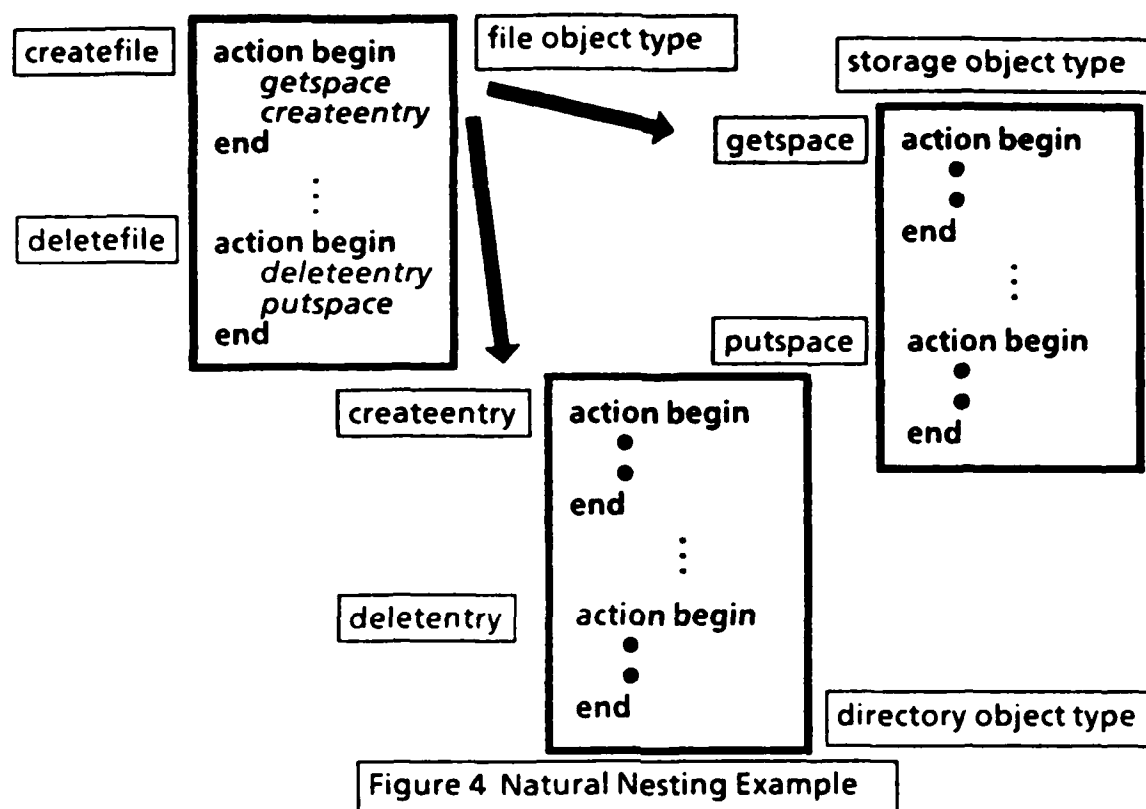 createfile
action begin
getspace
createentry
end
⋮
deletefile
action begin
deleteentry
putspace
end
file object type
storage object type
getspace
action begin
●
●
end
⋮
putspace
action begin
●
●
end
createentry
action begin
●
●
end
⋮
deletentry
action begin
●
●
end
directory object type
Figure 4 Natural Nesting Example